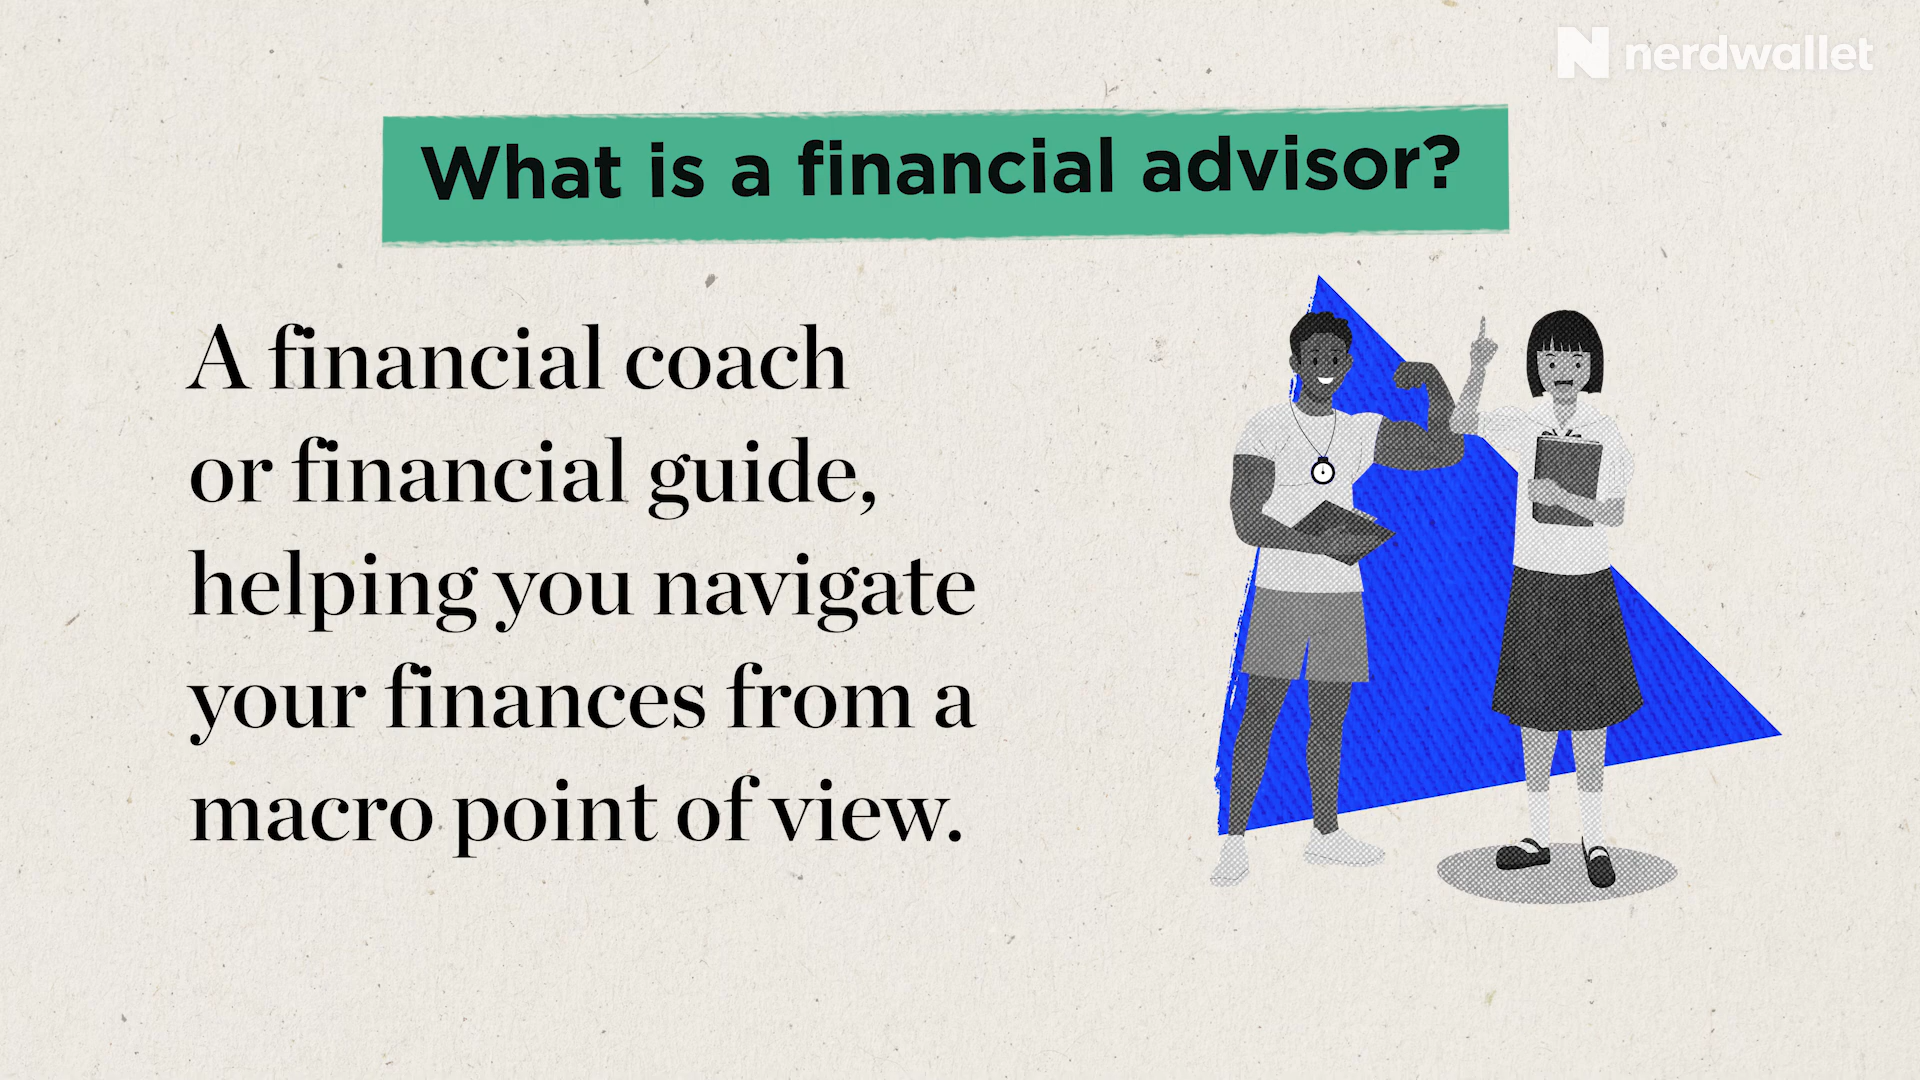 nerdwallet
What is a financial advisor?
A financial coach
or financial guide,
helping you navigate
your finances from a
macro point of view.